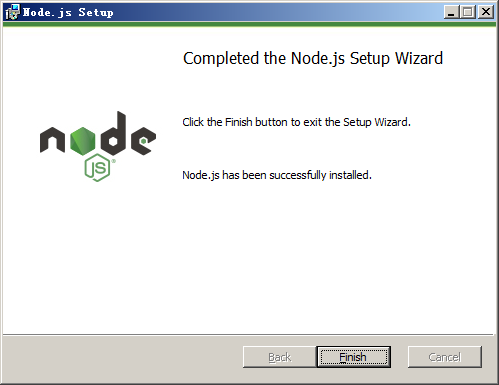 Node.js Setup
Completed the Node.js Setup Wizard
Click the Finish button to exit the Setup Wizard.
node
JS
Node.js has been successfully installed.
Back
Finish
Cancel